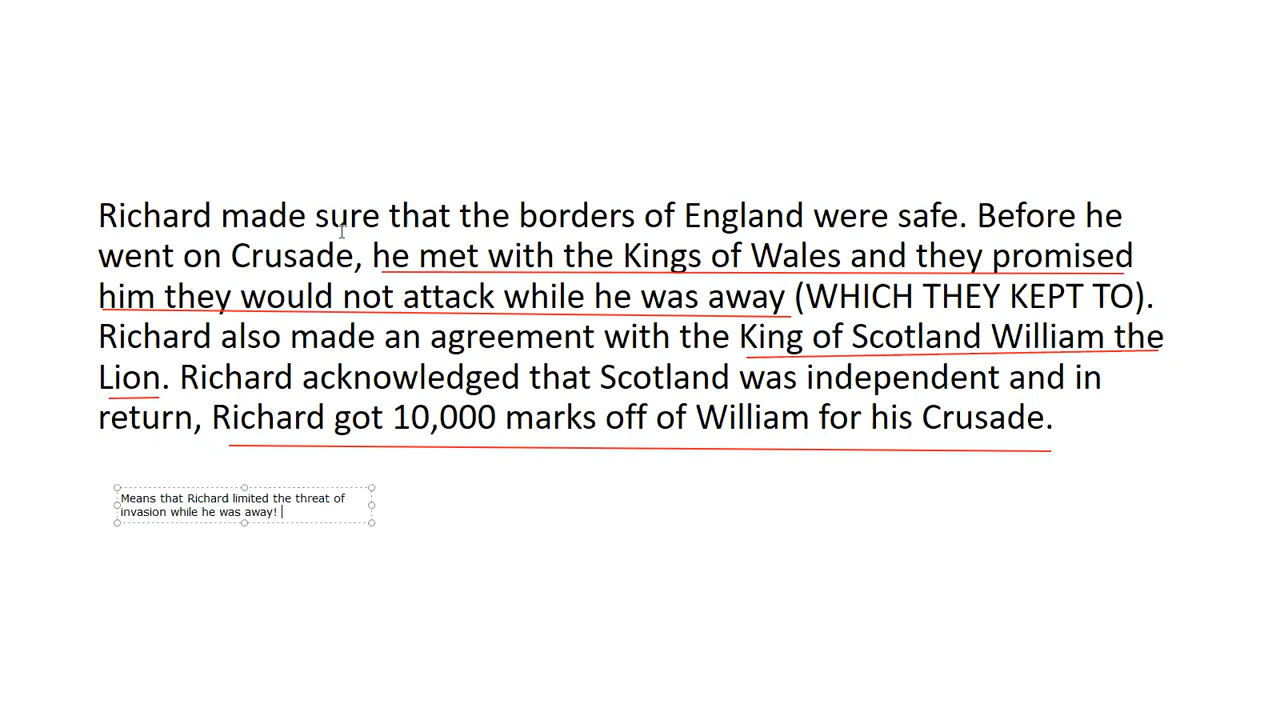 Richard made sure that the borders of England were safe. Before he
went on Crusade, he met with the Kings of Wales and they promised
him they would not attack while he was away (WHICH THEY KEPT TO).
Richard also made an agreement with the King of Scotland William the
Lion. Richard acknowledged that Scotland was independent and in
return, Richard got 10,000 marks off of William for his Crusade.
Means that Richard limited the threat of
invasion while he was away!